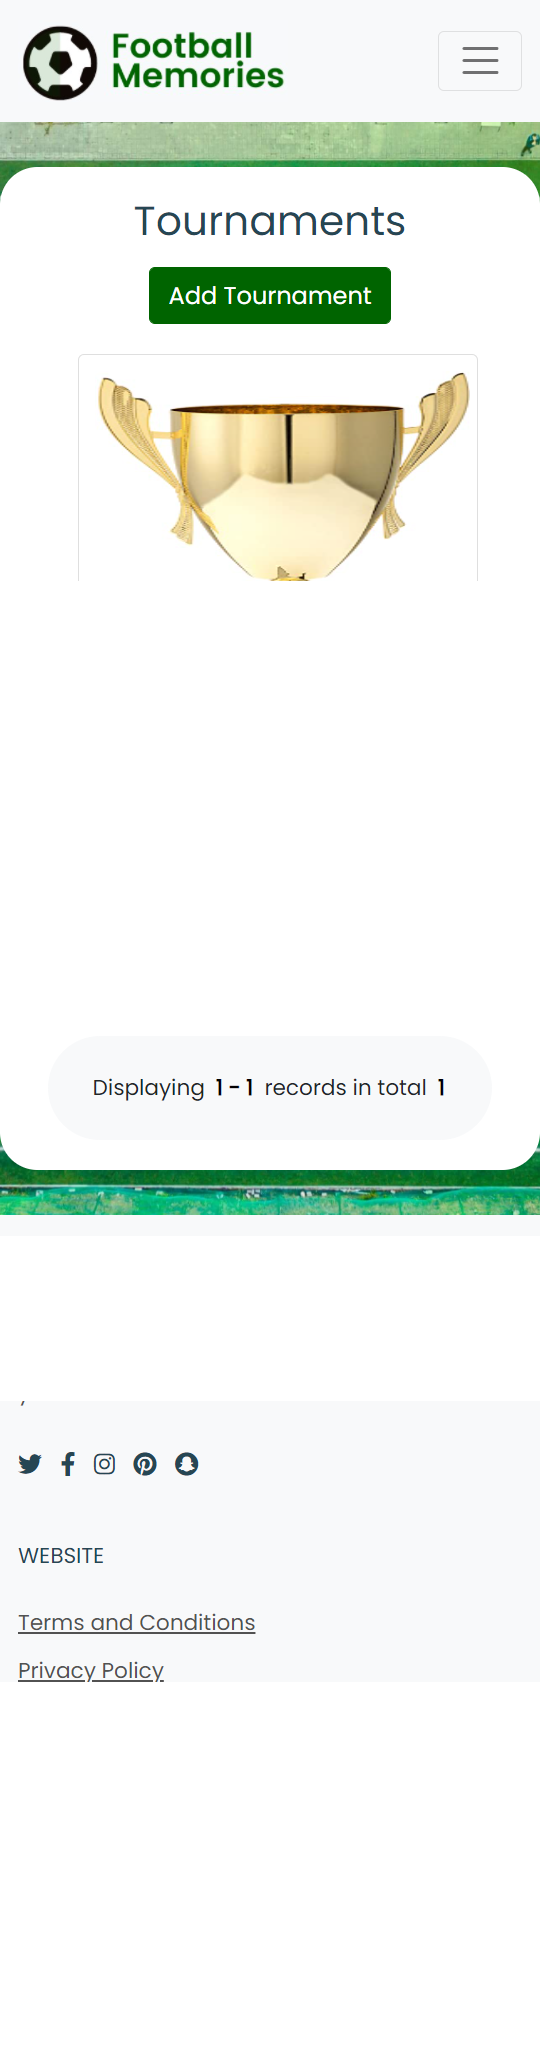 Football
Memories
Tournaments
Add Tournament
Displaying 1 - 1 records in total 1
WEBSITE
Terms and Conditions
Privacy Policy